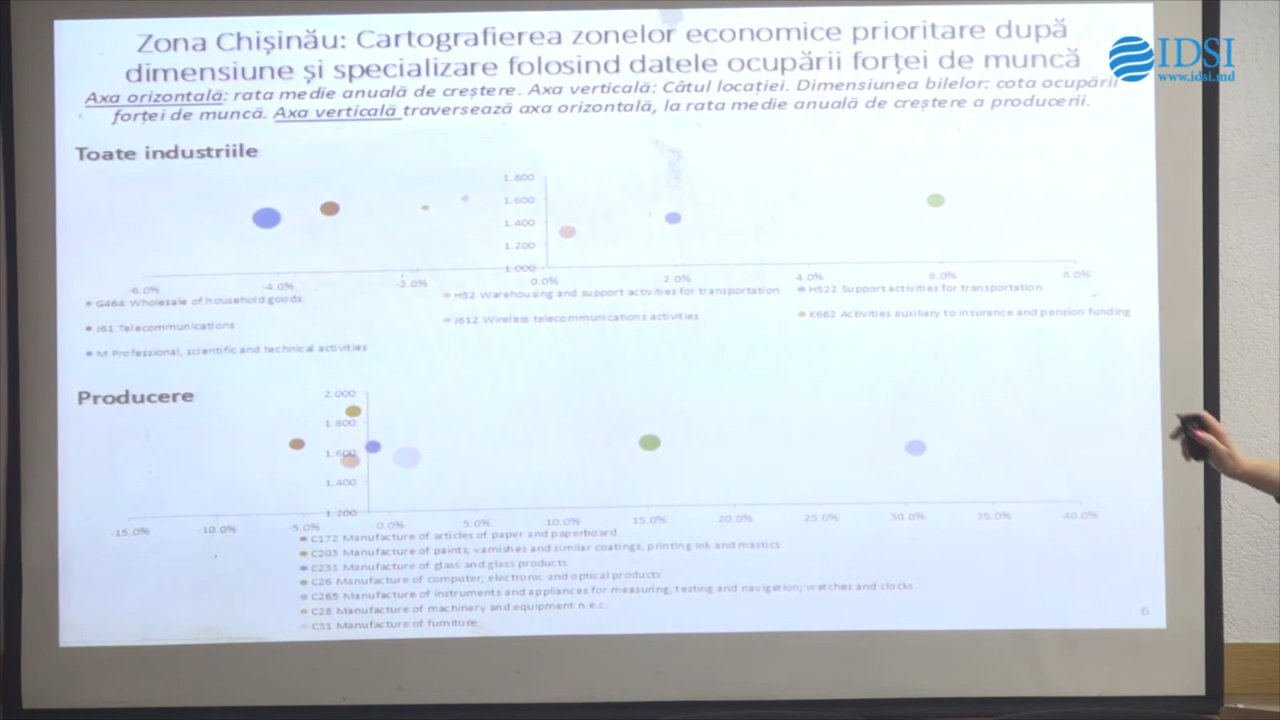 Zona Chișinău: Cartografierea zonelor economice prioritare după
dimensiune și specializare folosind datele ocupării forței de muncă
Axa orizontală: rata medie anuală de creștere. Axa verticală: Câtul locației. Dimensiunea bilelor: cota ocupării
forței de muncă. Axa verticală traversează axa orizontală, la rata medie anuală de creștere a producerii.
IDSI
www.idsi.md
Toate industriile
1.800
1.600
1.400
1.200
1.000
-6.0% -4.0% -2.0% 0.0% 2.0% 4.0% 6.0% 8.0%
G464 Wholesale of household goods
H52 Warehousing and support activities for transportation
H522 Support activities for transportation
J61 Telecommunications
J612 Wireless telecommunications activities
K662 Activities auxiliary to insurance and pension funding
M Professional, scientific and technical activities
Producere
2.000
1.800
1.600
1.400
1.200
-15.0% -10.0% -5.0% 0.0% 5.0% 10.0% 15.0% 20.0% 25.0% 30.0% 35.0% 40.0%
C172 Manufacture of articles of paper and paperboard
C203 Manufacture of paints, varnishes and similar coatings, printing ink and mastics
C231 Manufacture of glass and glass products
C26 Manufacture of computer, electronic and optical products
C265 Manufacture of instruments and appliances for measuring, testing and navigation; watches and clocks
C28 Manufacture of machinery and equipment n.e.c.
C31 Manufacture of furniture
6